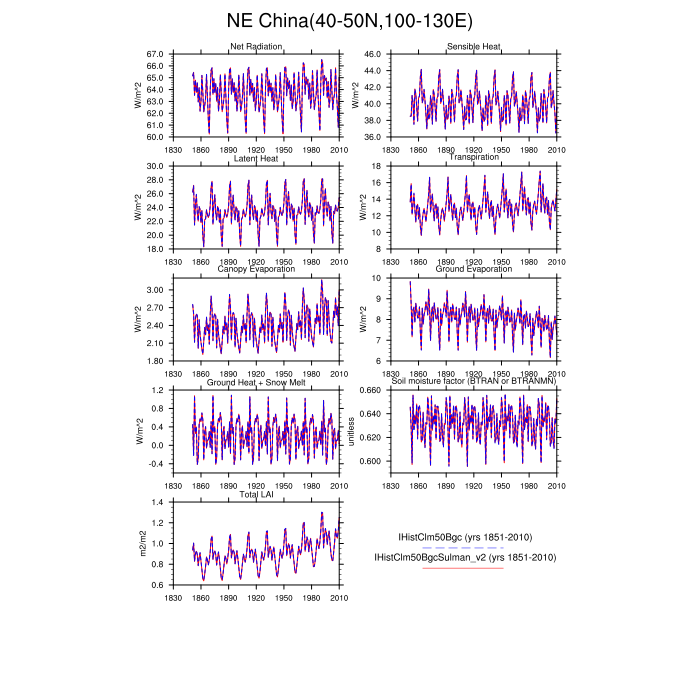 NE China(40-50N,100-130E)
Net Radiation
Sensible Heat
67.0
66.0
65.0
64.0
63.0
62.0
61.0
60.0
W/m^2
1830 1860 1890 1920 1950 1980 2010
46.0
44.0
42.0
40.0
38.0
36.0
W/m^2
1830 1860 1890 1920 1950 1980 2010
Latent Heat
Transpiration
30.0
28.0
26.0
24.0
22.0
20.0
18.0
W/m^2
1830 1860 1890 1920 1950 1980 2010
18
16
14
12
10
8
W/m^2
1830 1860 1890 1920 1950 1980 2010
Canopy Evaporation
Ground Evaporation
3.00
2.70
2.40
2.10
1.80
W/m^2
1830 1860 1890 1920 1950 1980 2010
10
9
8
7
6
W/m^2
1830 1860 1890 1920 1950 1980 2010
Ground Heat + Snow Melt
Soil moisture factor (BTRAN or BTRANMN)
1.2
0.8
0.4
0.0
-0.4
W/m^2
1830 1860 1890 1920 1950 1980 2010
0.660
0.640
0.620
0.600
unitless
1830 1860 1890 1920 1950 1980 2010
Total LAI
1.4
1.2
1.0
0.8
0.6
m2/m2
1830 1860 1890 1920 1950 1980 2010
IHistClm50Bgc (yrs 1851-2010)
IHistClm50BgcSulman_v2 (yrs 1851-2010)